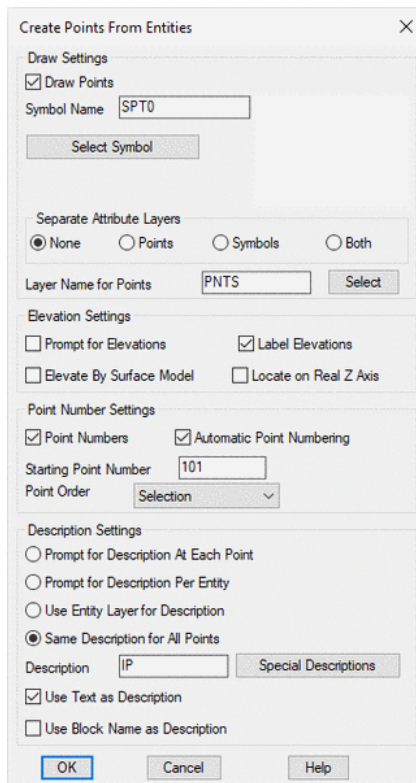 Create Points From Entities
Draw Settings
Draw Points
Symbol Name SPT0
Select Symbol
Separate Attribute Layers
None Points Symbols Both
Layer Name for Points PNTS Select
Elevation Settings
Prompt for Elevations Label Elevations
Elevate By Surface Model Locate on Real Z Axis
Point Number Settings
Point Numbers Automatic Point Numbering
Starting Point Number 101
Point Order Selection
Description Settings
Prompt for Description At Each Point
Prompt for Description Per Entity
Use Entity Layer for Description
Same Description for All Points
Description IP Special Descriptions
Use Text as Description
Use Block Name as Description
OK Cancel Help